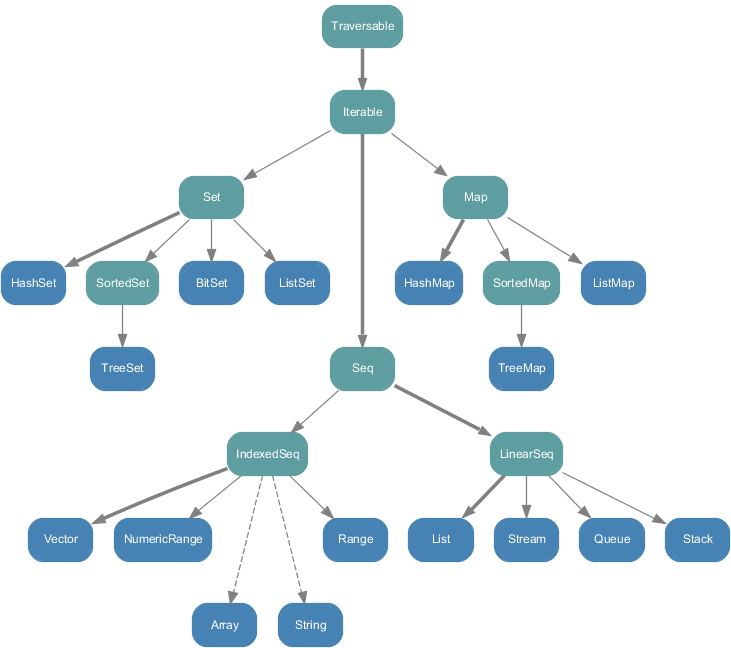 Traversable
Iterable
Set
Map
HashSet
SortedSet
BitSet
ListSet
HashMap
SortedMap
ListMap
TreeSet
Seq
TreeMap
IndexedSeq
LinearSeq
Vector
NumericRange
Range
List
Stream
Queue
Stack
Array
String